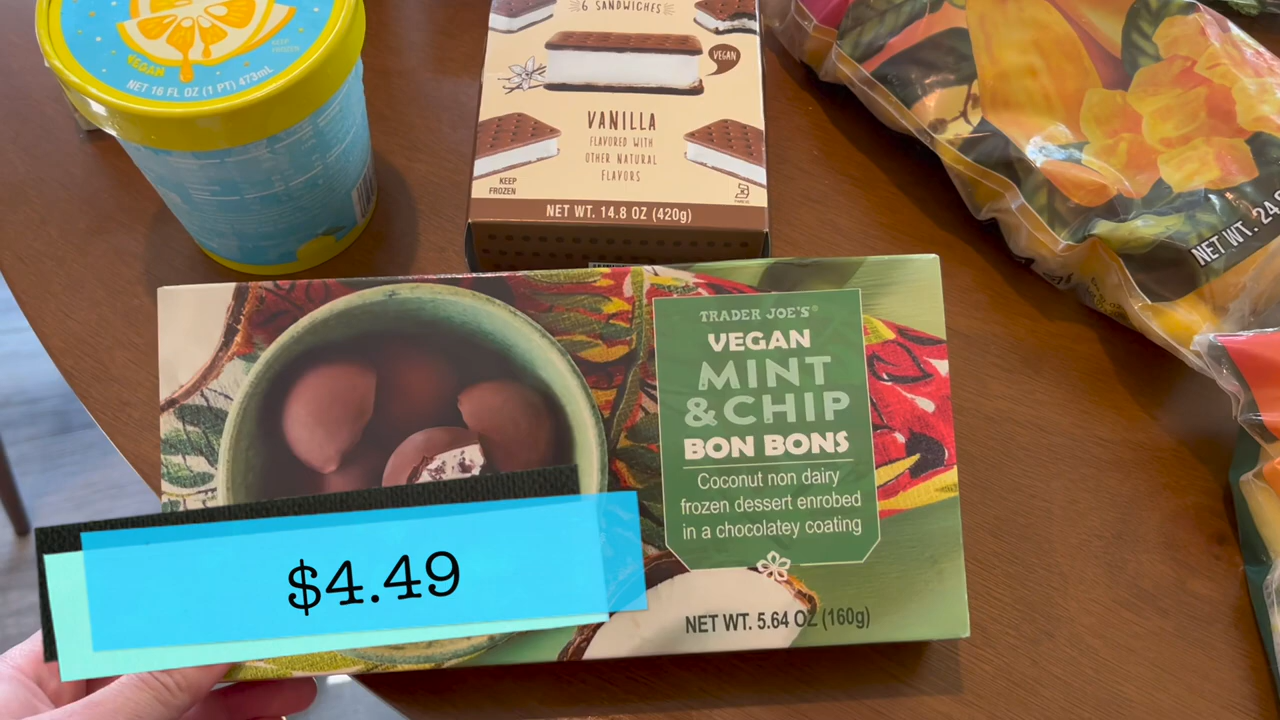 VEGAN
KEEP
FROZEN
NET 16 FL OZ (1 PT) 473mL
6 SANDWICHES
VEGAN
VANILLA
FLAVORED WITH
OTHER NATURAL
FLAVORS
KEEP
FROZEN
NET WT. 14.8 OZ (420g)
NET WT. 24
TRADER JOE'S®
VEGAN
MINT
& CHIP
BON BONS
Coconut non dairy
frozen dessert enrobed
in a chocolatey coating
NET WT. 5.64 OZ (160g)
$4.49